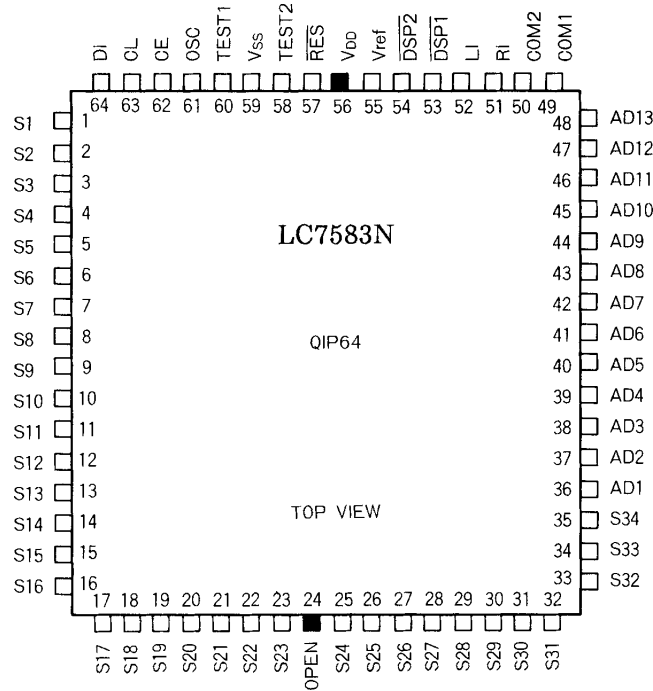 Di CL CE OSC TEST1 VSS TEST2 RES VDD Vref DSP2 DSP1 LI Ri COM2 COM1
64 63 62 61 60 59 58 57 56 55 54 53 52 51 50 49
S1 1 48 AD13
S2 2 47 AD12
S3 3 46 AD11
S4 4 45 AD10
S5 5 44 AD9
S6 6 43 AD8
S7 7 42 AD7
S8 8 41 AD6
S9 9 40 AD5
S10 10 39 AD4
S11 11 38 AD3
S12 12 37 AD2
S13 13 36 AD1
S14 14 35 S34
S15 15 34 S33
S16 16 33 S32
LC7583N
QIP64
TOP VIEW
17 18 19 20 21 22 23 24 25 26 27 28 29 30 31 32
S17 S18 S19 S20 S21 S22 S23 OPEN S24 S25 S26 S27 S28 S29 S30 S31